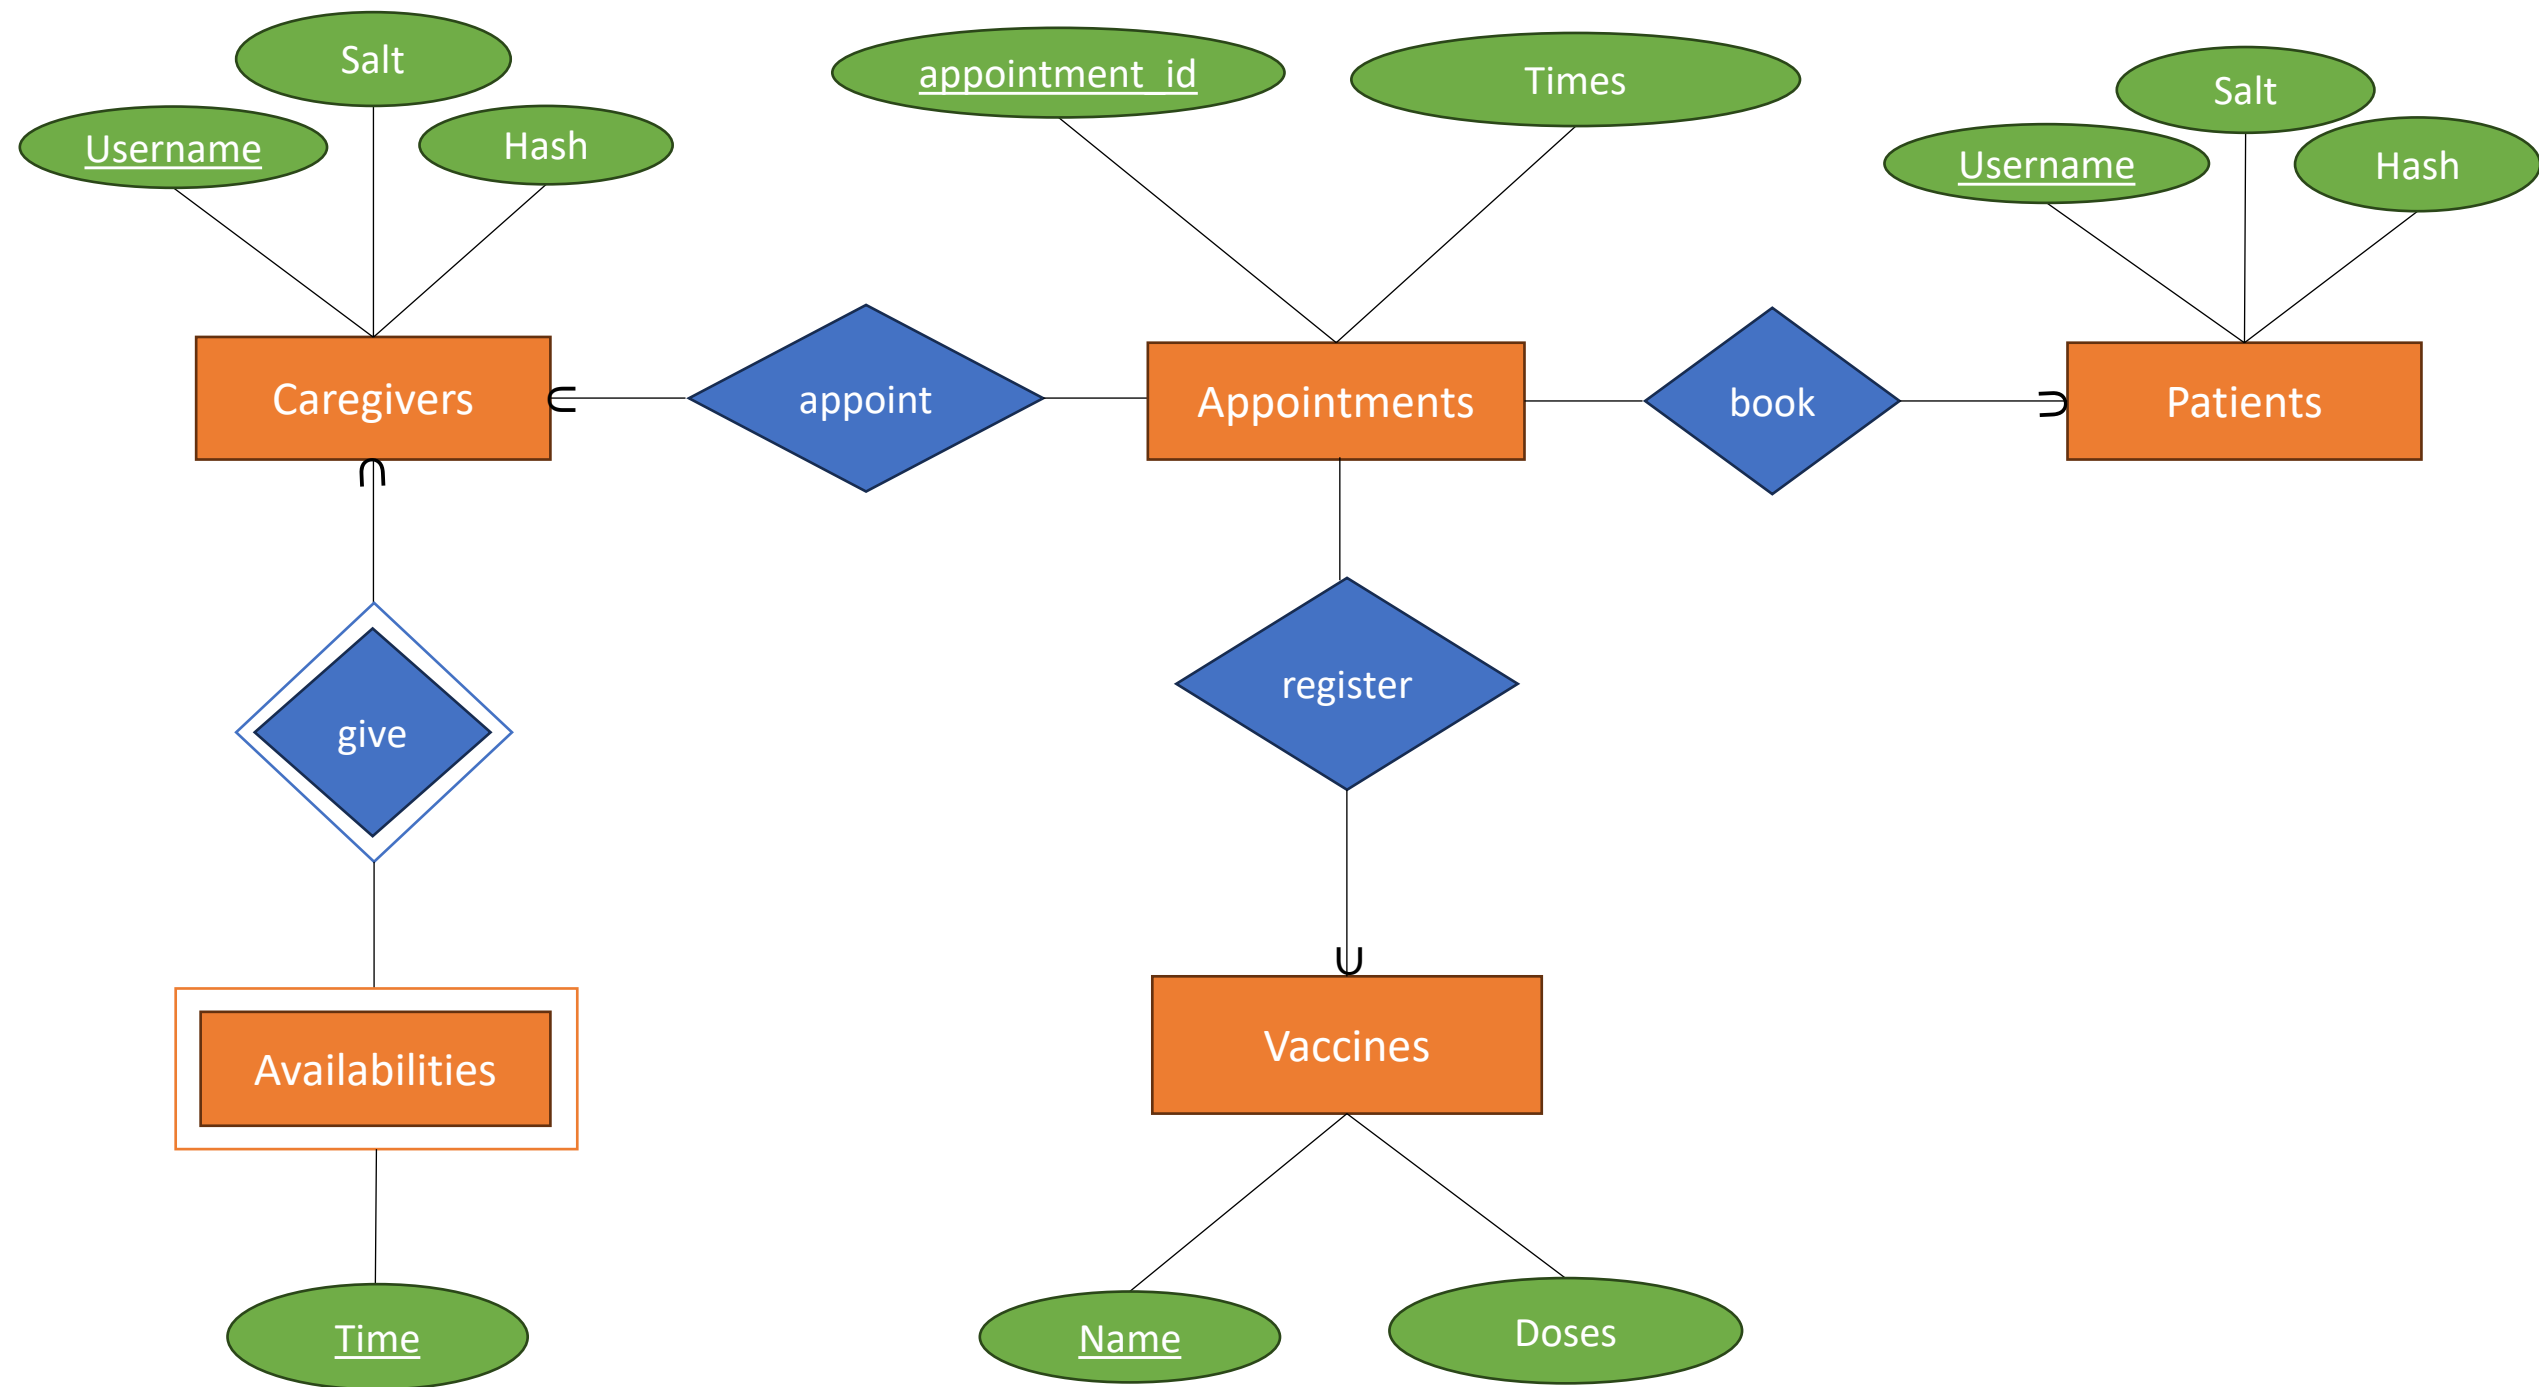 Salt
Username
Hash
appointment_id
Times
Salt
Username
Hash
Caregivers
appoint
Appointments
book
Patients
give
register
Availabilities
Vaccines
Time
Name
Doses